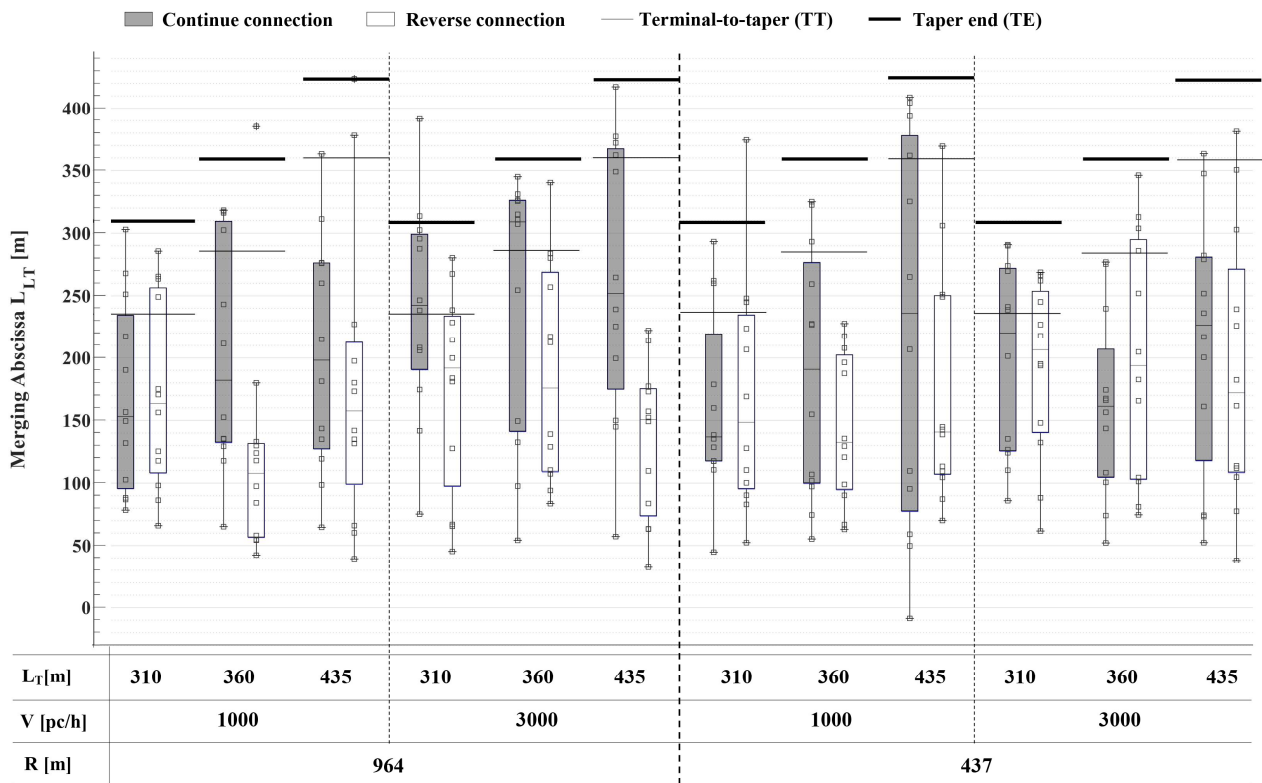 Continue connection Reverse connection Terminal-to-taper (TT) Taper end (TE)
Merging Abscissa L_LT [m]
400
350
300
250
200
150
100
50
0
L_T[m] 310 360 435 310 360 435 310 360 435 310 360 435
V [pc/h] 1000 3000 1000 3000
R [m] 964 437